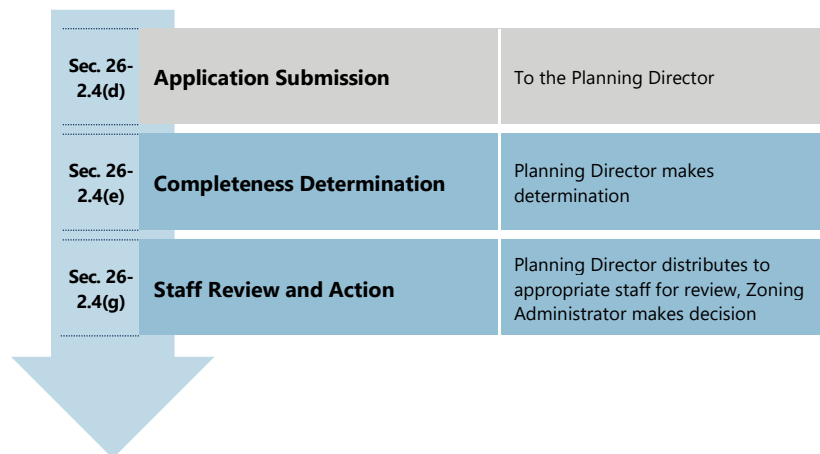 Sec. 26-
2.4(d)
Application Submission
To the Planning Director
Sec. 26-
2.4(e)
Completeness Determination
Planning Director makes
determination
Sec. 26-
2.4(g)
Staff Review and Action
Planning Director distributes to
appropriate staff for review, Zoning
Administrator makes decision